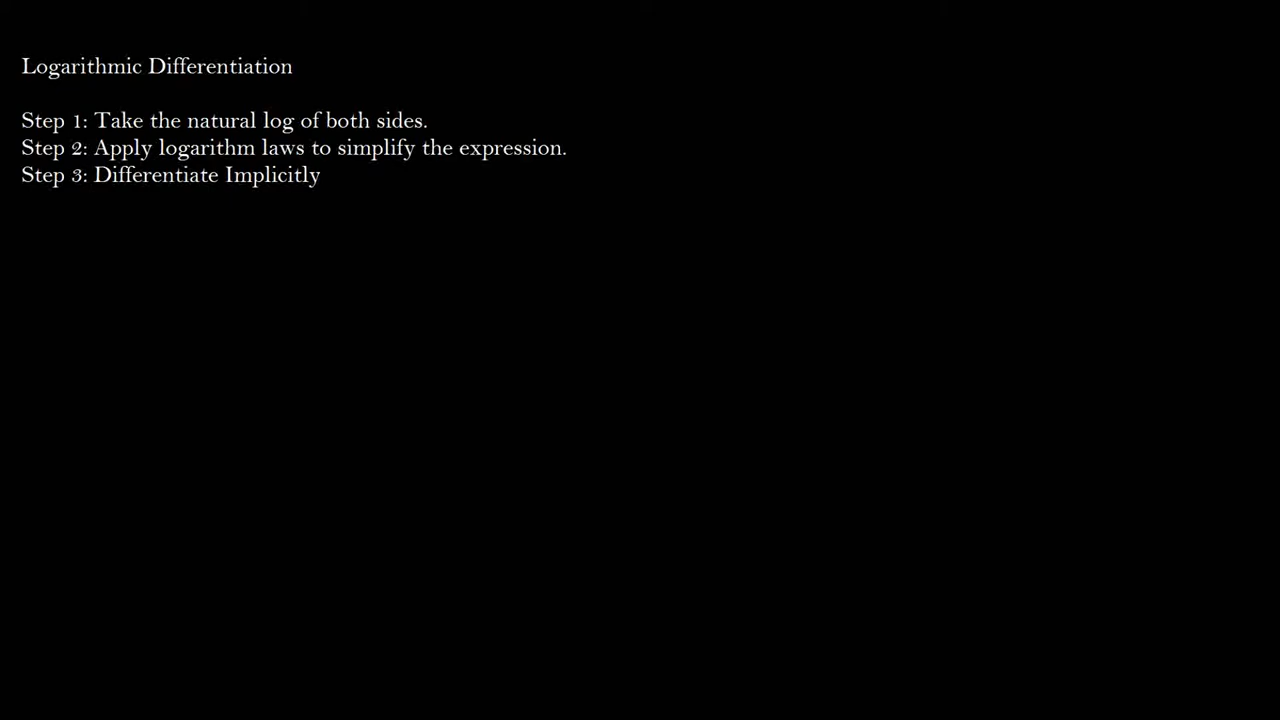 Logarithmic Differentiation
Step 1: Take the natural log of both sides.
Step 2: Apply logarithm laws to simplify the expression.
Step 3: Differentiate Implicitly